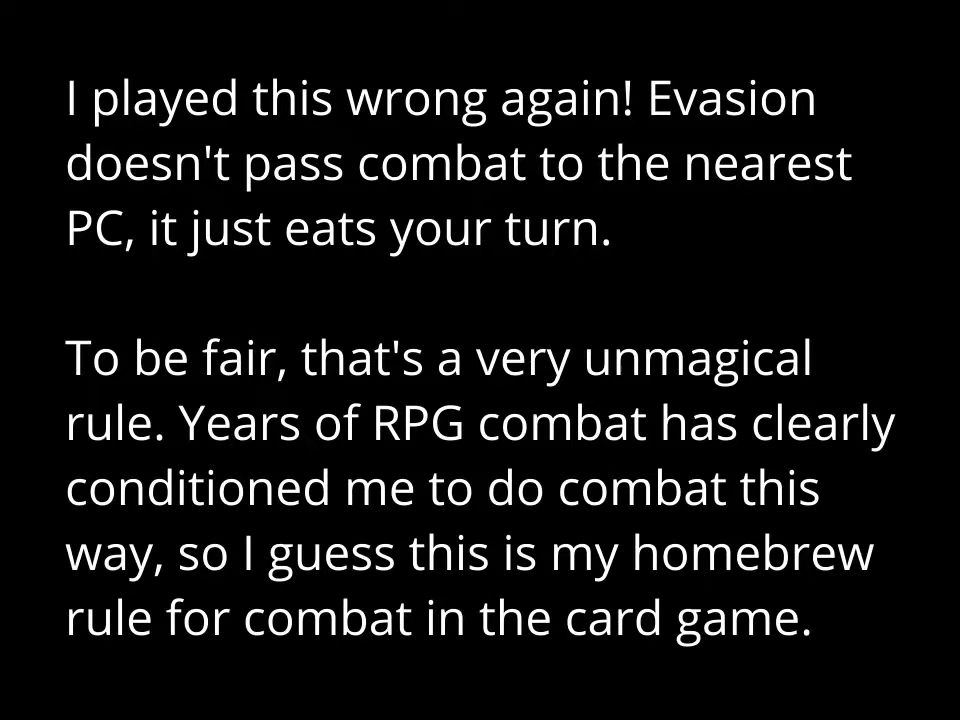 I played this wrong again! Evasion
doesn't pass combat to the nearest
PC, it just eats your turn.
To be fair, that's a very unmagical
rule. Years of RPG combat has clearly
conditioned me to do combat this
way, so I guess this is my homebrew
rule for combat in the card game.